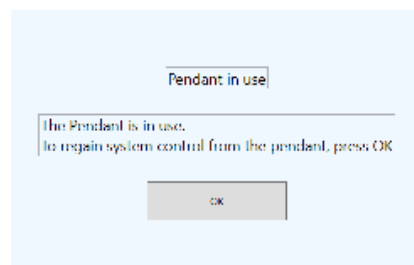 Pendant in use
The Pendant is in use.
To regain system control from the pendant, press OK
OK